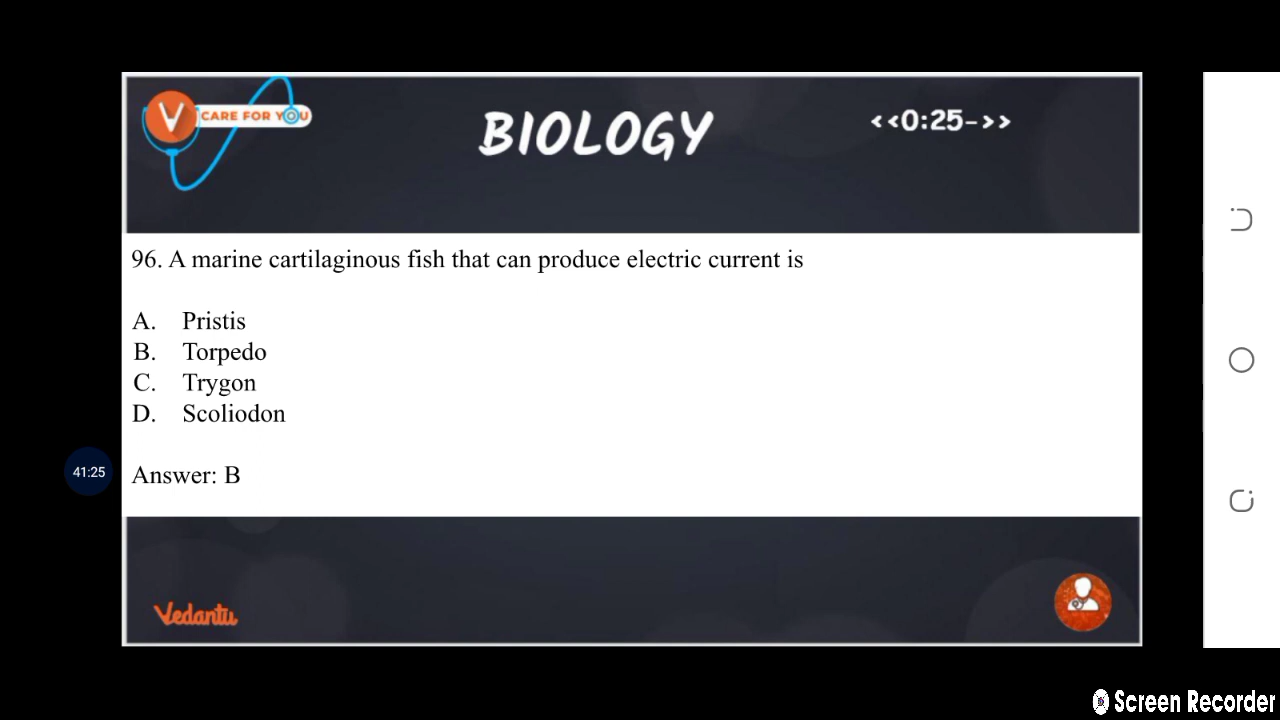 V CARE FOR YOU
BIOLOGY
<<0:25->>
96. A marine cartilaginous fish that can produce electric current is
A. Pristis
B. Torpedo
C. Trygon
D. Scoliodon
41:25
Answer: B
Vedantu
Screen Recorder